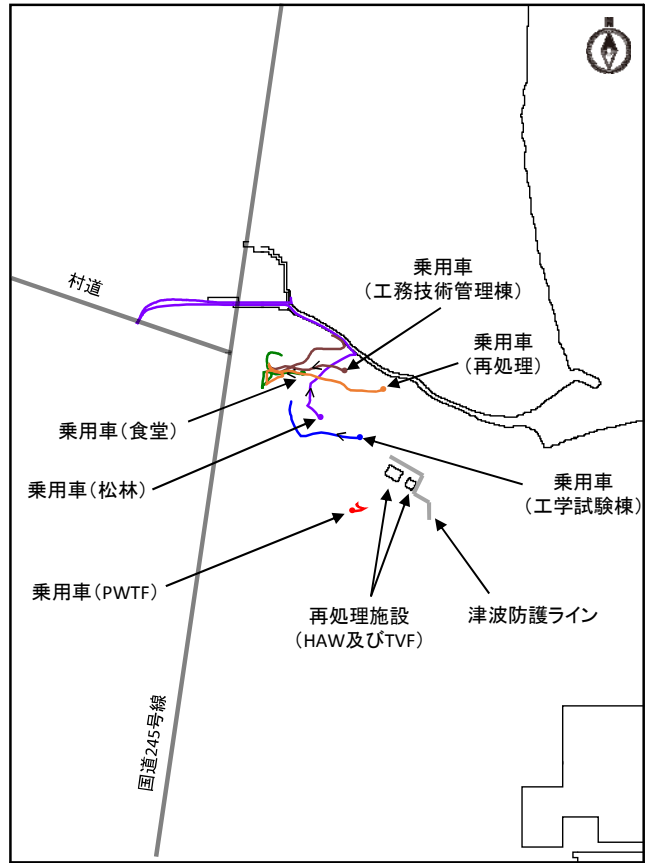 村道
乗用車
（工務技術管理棟）
乗用車
（再処理）
乗用車（食堂）
乗用車（松林）
乗用車
（工学試験棟）
乗用車（PWTF）
再処理施設
（HAW及びTVF）
津波防護ライン
国道245号線